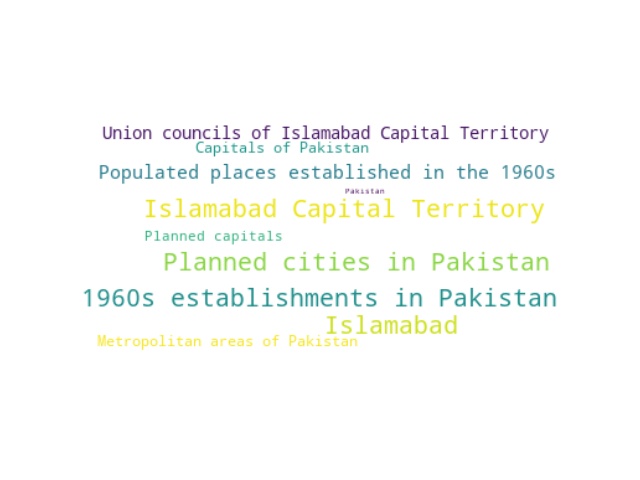 Union councils of Islamabad Capital Territory
Capitals of Pakistan
Populated places established in the 1960s
Pakistan
Islamabad Capital Territory
Planned capitals
Planned cities in Pakistan
1960s establishments in Pakistan
Islamabad
Metropolitan areas of Pakistan